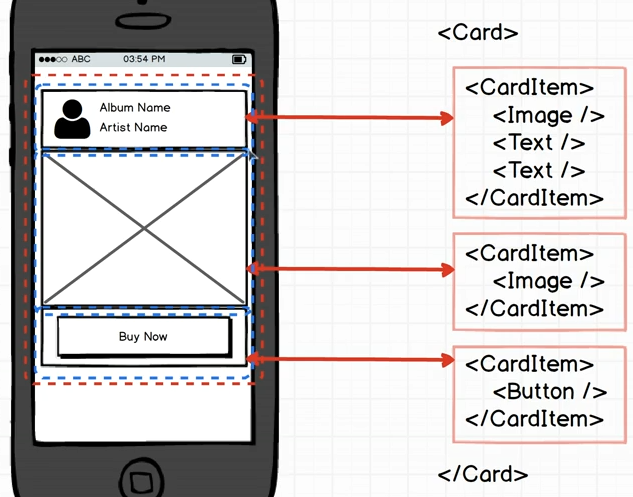 ABC 03:54 PM
Album Name
Artist Name
Buy Now
<Card>
<CardItem>
<Image />
<Text />
<Text />
</CardItem>
<CardItem>
<Image />
</CardItem>
<CardItem>
<Button />
</CardItem>
</Card>